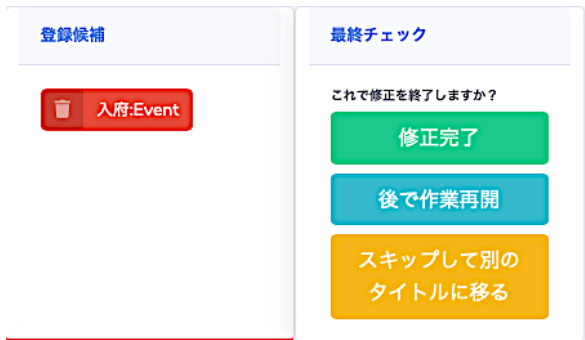 登録候補
入府:Event
最終チェック
これで修正を終了しますか？
修正完了
後で作業再開
スキップして別の
タイトルに移る